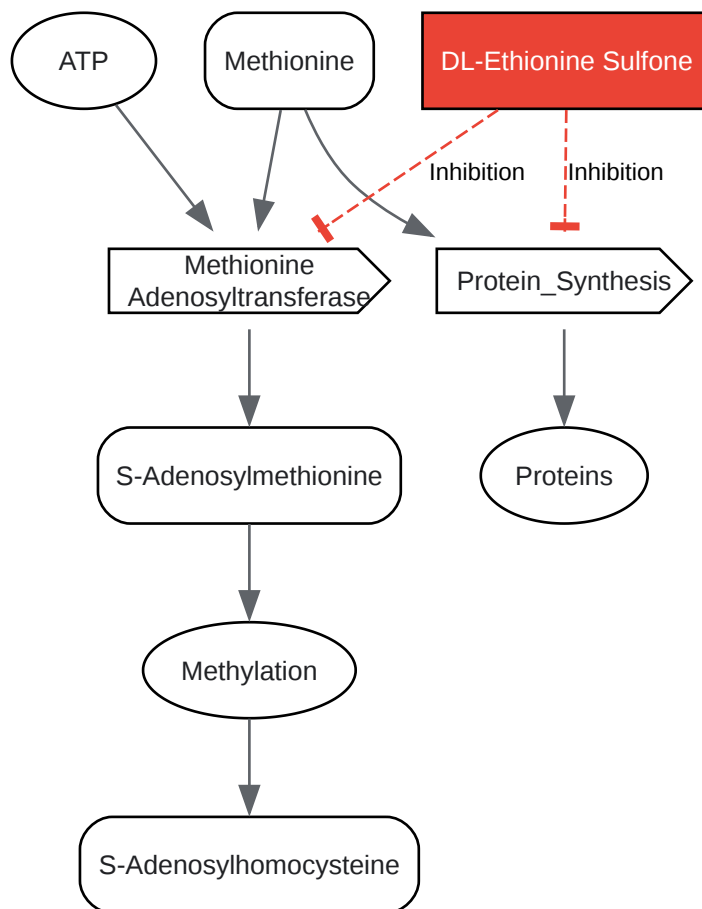 ATP
Methionine
DL-Ethionine Sulfone
Inhibition
Inhibition
Methionine
Adenosyltransferase
Protein_Synthesis
S-Adenosylmethionine
Proteins
Methylation
S-Adenosylhomocysteine